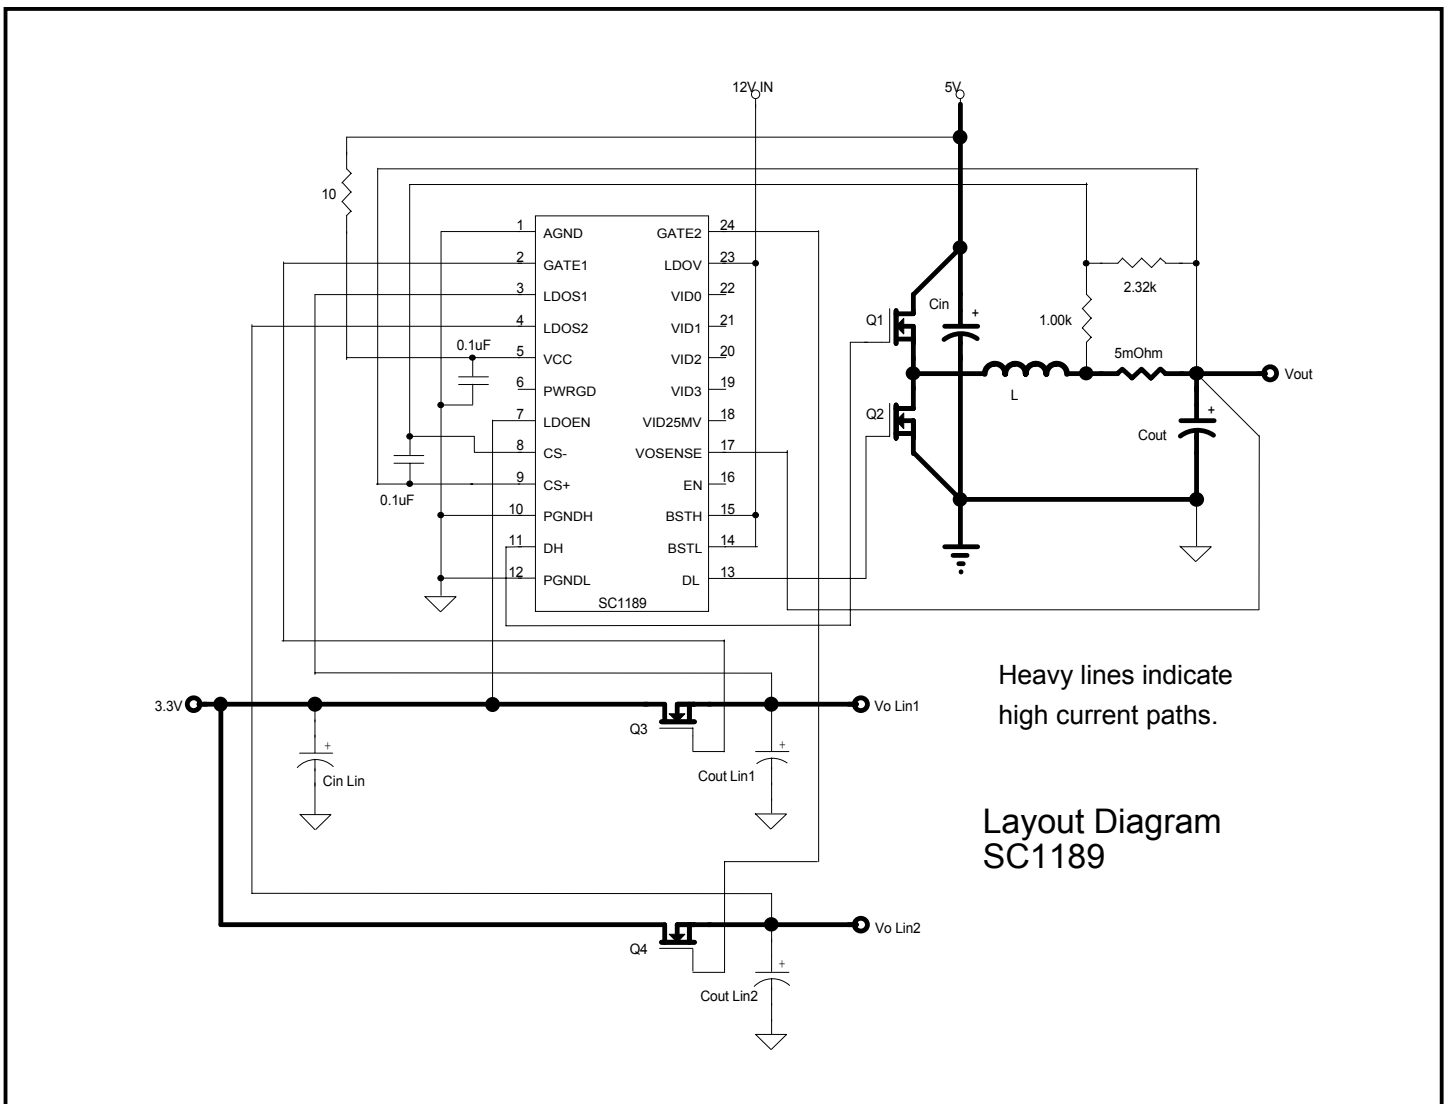 12V IN
5V
10
1 AGND GATE2 24
2 GATE1 LDOV 23
3 LDOS1 VID0 22
4 LDOS2 VID1 21
0.1uF
5 VCC VID2 20
6 PWRGD VID3 19
7 LDOEN VID25MV 18
8 CS- VOSENSE 17
9 CS+ EN 16
0.1uF
10 PGNDH BSTH 15
11 DH BSTL 14
12 PGNDL DL 13
SC1189
Q1
Cin
+
2.32k
1.00k
5mOhm
L
Vout
Q2
+
Cout
3.3V
Q3
Vo Lin1
+
Cin Lin
+
Cout Lin1
Q4
Vo Lin2
+
Cout Lin2
Heavy lines indicate
high current paths.
Layout Diagram
SC1189